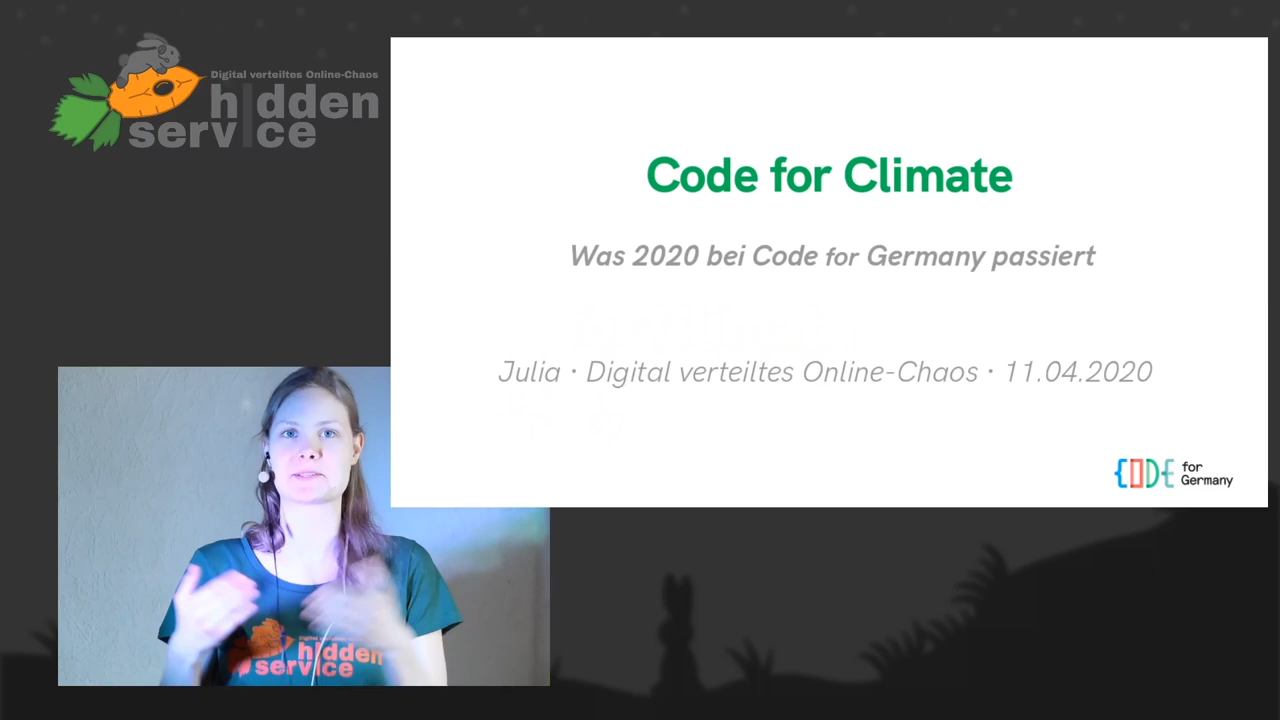 Digital verteiltes Online-Chaos
hidden
service
Code for Climate
Was 2020 bei Code for Germany passiert
Julia · Digital verteiltes Online-Chaos · 11.04.2020
CODE for
Germany
hidden
service